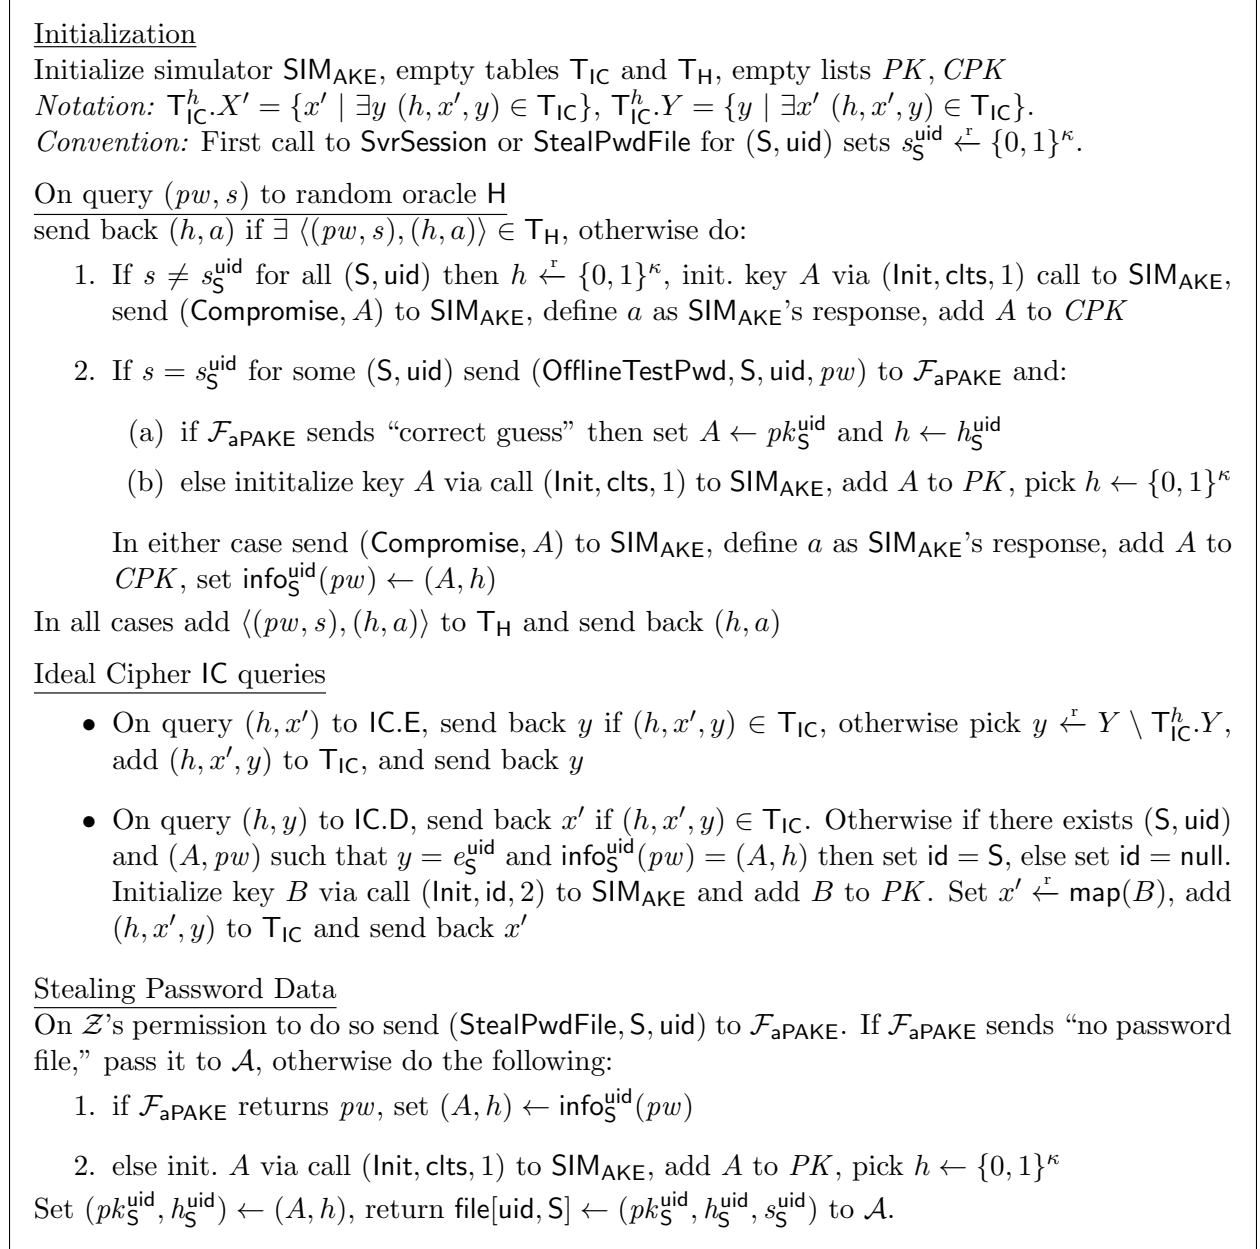 Initialization
Initialize simulator SIM_AKE, empty tables T_IC and T_H, empty lists PK, CPK
Notation: T^h_IC.X′ = {x′ | ∃y (h, x′, y) ∈ T_IC}, T^h_IC.Y = {y | ∃x′ (h, x′, y) ∈ T_IC}.
Convention: First call to SvrSession or StealPwdFile for (S, uid) sets s^uid_S ←^r {0, 1}^κ.
On query (pw, s) to random oracle H
send back (h, a) if ∃ ⟨(pw, s), (h, a)⟩ ∈ T_H, otherwise do:
1. If s ≠ s^uid_S for all (S, uid) then h ←^r {0, 1}^κ, init. key A via (Init, clts, 1) call to SIM_AKE,
send (Compromise, A) to SIM_AKE, define a as SIM_AKE's response, add A to CPK
2. If s = s^uid_S for some (S, uid) send (OfflineTestPwd, S, uid, pw) to F_aPAKE and:
(a) if F_aPAKE sends “correct guess” then set A ← pk^uid_S and h ← h^uid_S
(b) else inititalize key A via call (Init, clts, 1) to SIM_AKE, add A to PK, pick h ← {0, 1}^κ
In either case send (Compromise, A) to SIM_AKE, define a as SIM_AKE's response, add A to
CPK, set info^uid_S(pw) ← (A, h)
In all cases add ⟨(pw, s), (h, a)⟩ to T_H and send back (h, a)
Ideal Cipher IC queries
• On query (h, x′) to IC.E, send back y if (h, x′, y) ∈ T_IC, otherwise pick y ←^r Y \ T^h_IC.Y,
add (h, x′, y) to T_IC, and send back y
• On query (h, y) to IC.D, send back x′ if (h, x′, y) ∈ T_IC. Otherwise if there exists (S, uid)
and (A, pw) such that y = e^uid_S and info^uid_S(pw) = (A, h) then set id = S, else set id = null.
Initialize key B via call (Init, id, 2) to SIM_AKE and add B to PK. Set x′ ←^r map(B), add
(h, x′, y) to T_IC and send back x′
Stealing Password Data
On Z's permission to do so send (StealPwdFile, S, uid) to F_aPAKE. If F_aPAKE sends “no password
file,” pass it to A, otherwise do the following:
1. if F_aPAKE returns pw, set (A, h) ← info^uid_S(pw)
2. else init. A via call (Init, clts, 1) to SIM_AKE, add A to PK, pick h ← {0, 1}^κ
Set (pk^uid_S, h^uid_S) ← (A, h), return file[uid, S] ← (pk^uid_S, h^uid_S, s^uid_S) to A.